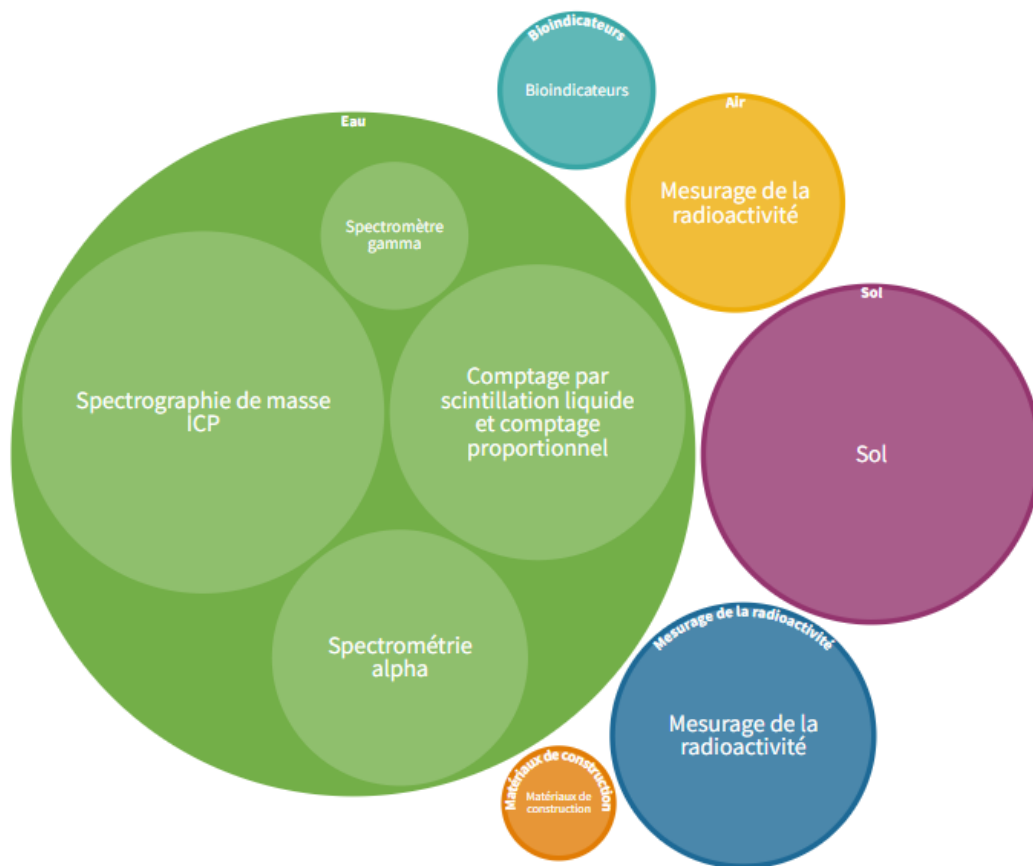 Bioindicateurs
Bioindicateurs
Air
Mesurage de la
radioactivité
Eau
Spectromètre
gamma
Spectrographie de masse
ICP
Comptage par
scintillation liquide
et comptage
proportionnel
Spectrométrie
alpha
Sol
Sol
Mesurage de la radioactivité
Mesurage de la
radioactivité
Matériaux de construction
Matériaux de
construction